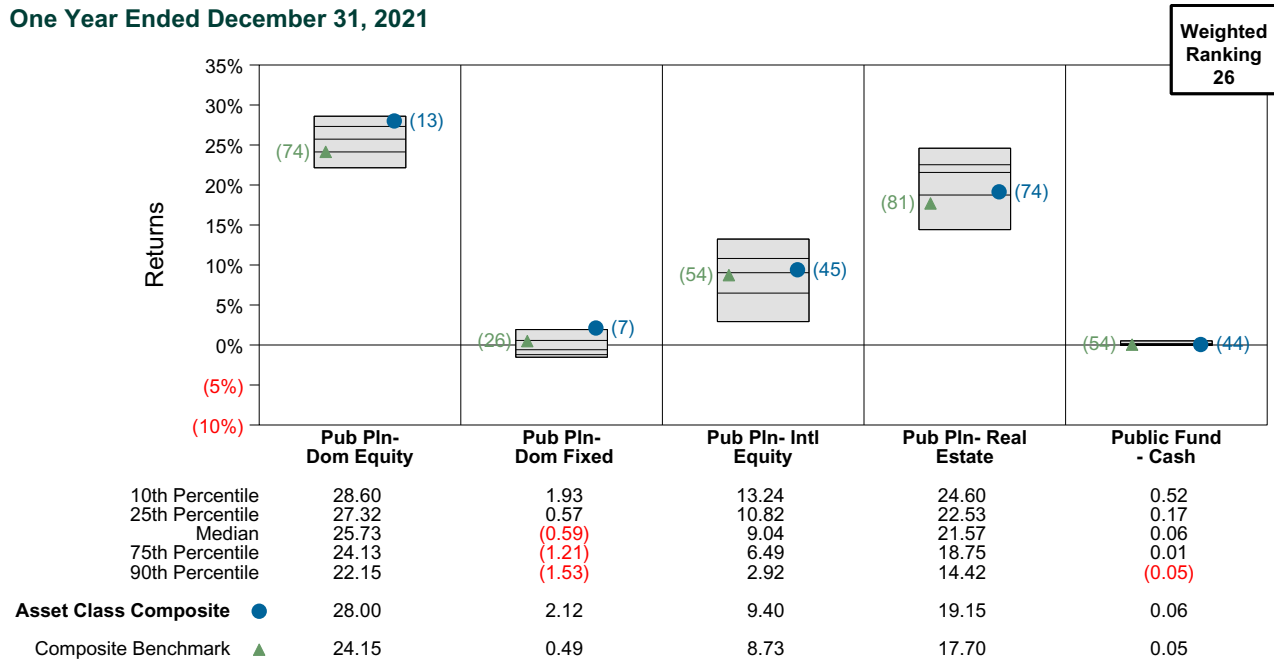 One Year Ended December 31, 2021
Weighted
Ranking
26
Returns
35%
30%
25%
20%
15%
10%
5%
0%
(5%)
(10%)
(13)
(74)
(7)
(26)
(45)
(54)
(74)
(81)
(44)
(54)
Pub Pln-
Dom Equity
Pub Pln-
Dom Fixed
Pub Pln- Intl
Equity
Pub Pln- Real
Estate
Public Fund
- Cash
10th Percentile 28.60 1.93 13.24 24.60 0.52
25th Percentile 27.32 0.57 10.82 22.53 0.17
Median 25.73 (0.59) 9.04 21.57 0.06
75th Percentile 24.13 (1.21) 6.49 18.75 0.01
90th Percentile 22.15 (1.53) 2.92 14.42 (0.05)
Asset Class Composite 28.00 2.12 9.40 19.15 0.06
Composite Benchmark 24.15 0.49 8.73 17.70 0.05